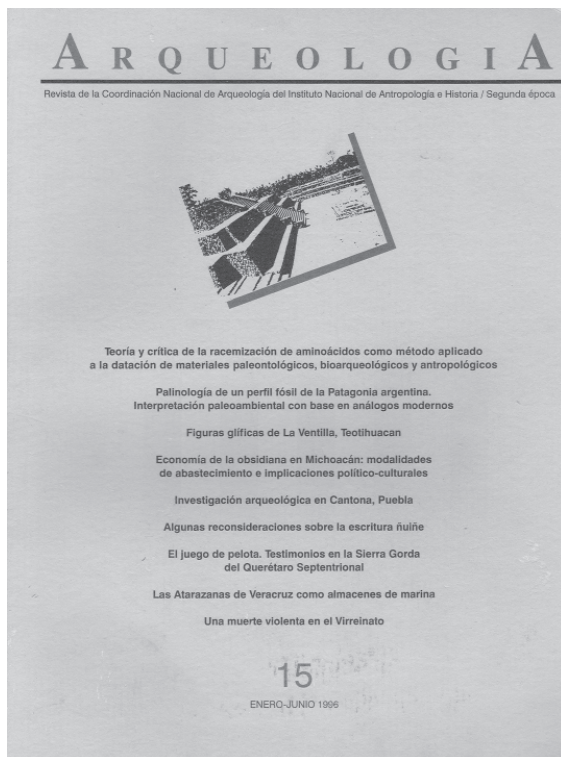 ARQUEOLOGIA
Revista de la Coordinación Nacional de Arqueología del Instituto Nacional de Antropología e Historia / Segunda época
Teoría y crítica de la racemización de aminoácidos como método aplicado
a la datación de materiales paleontológicos, bioarqueológicos y antropológicos
Palinología de un perfil fósil de la Patagonia argentina.
Interpretación paleoambiental con base en análogos modernos
Figuras glíficas de La Ventilla, Teotihuacan
Economía de la obsidiana en Michoacán: modalidades
de abastecimiento e implicaciones político-culturales
Investigación arqueológica en Cantona, Puebla
Algunas reconsideraciones sobre la escritura ñuiñe
El juego de pelota. Testimonios en la Sierra Gorda
del Querétaro Septentrional
Las Atarazanas de Veracruz como almacenes de marina
Una muerte violenta en el Virreinato
15
ENERO-JUNIO 1996